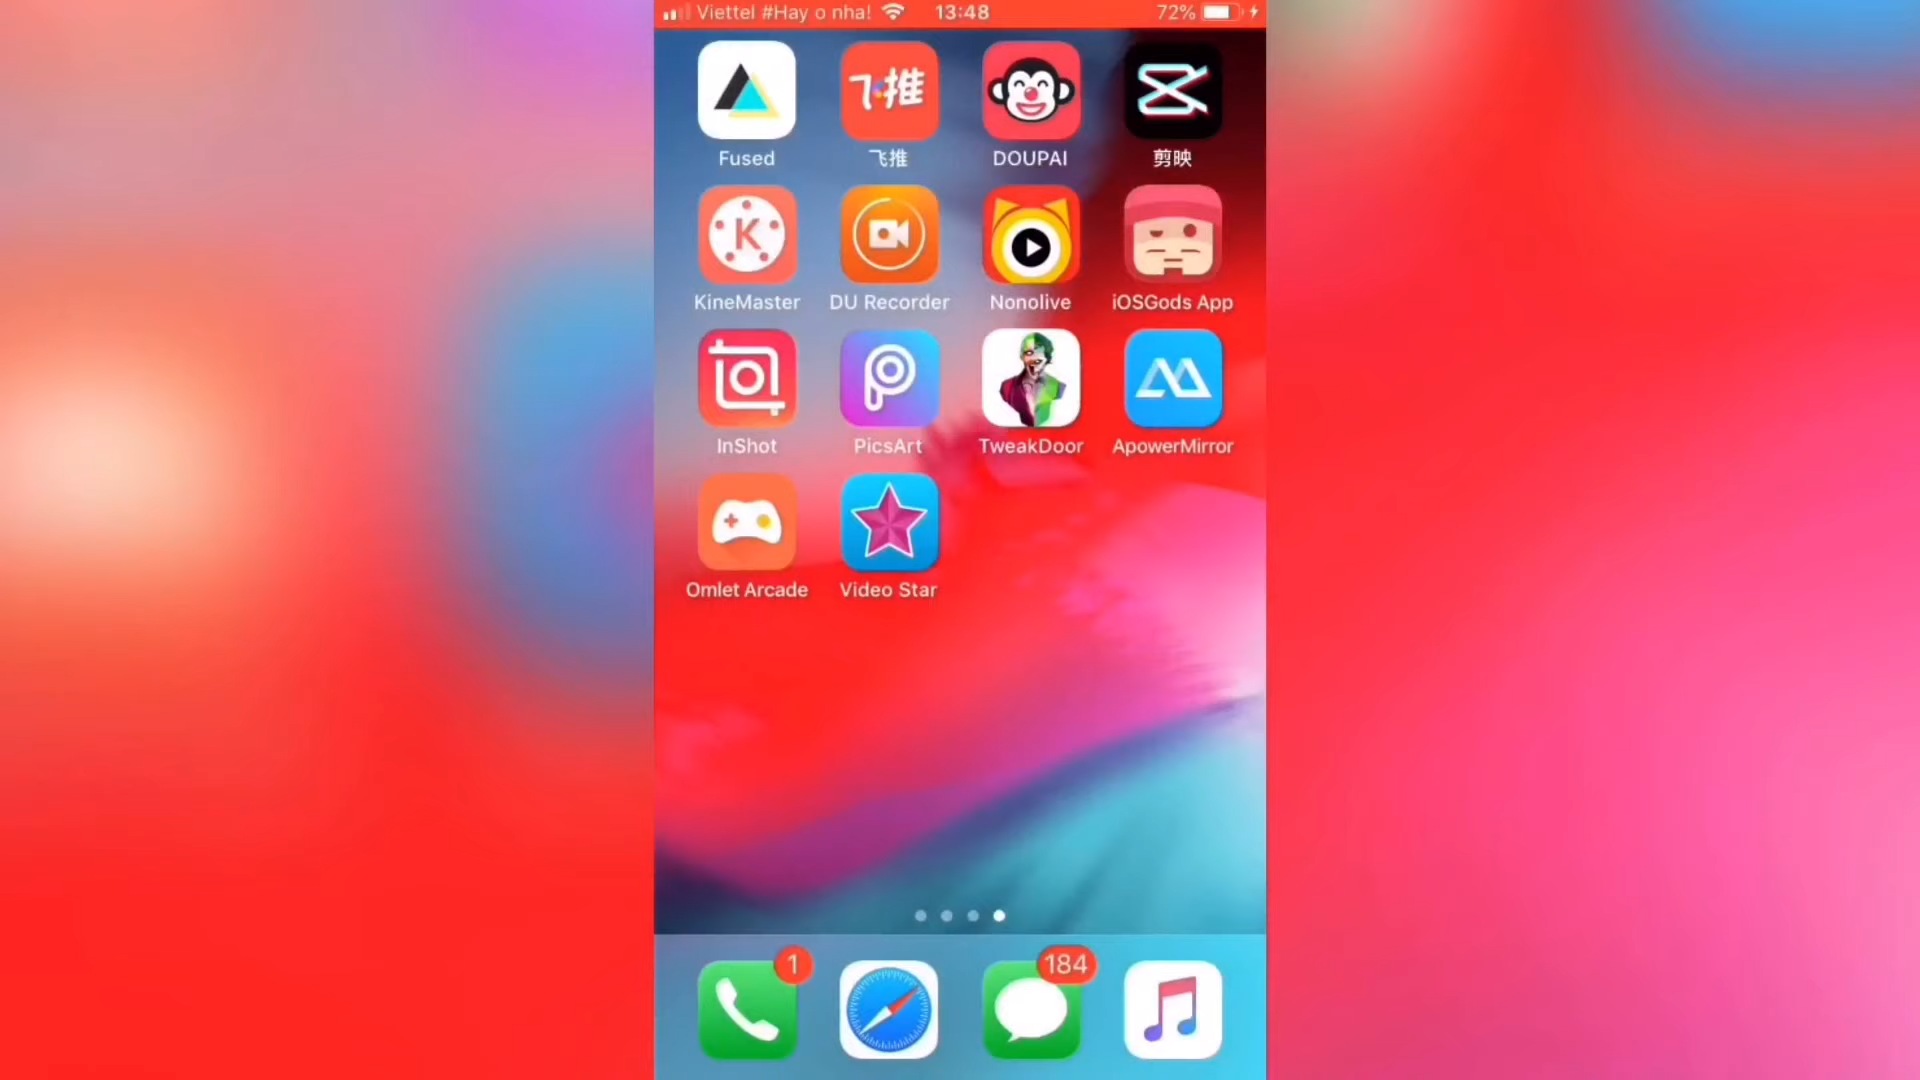 Viettel #Hay o nha! 13:48 72%
飞推
Fused 飞推 DOUPAI 剪映
K
KineMaster DU Recorder Nonolive iOSGods App
InShot PicsArt TweakDoor ApowerMirror
Omlet Arcade Video Star
1 184